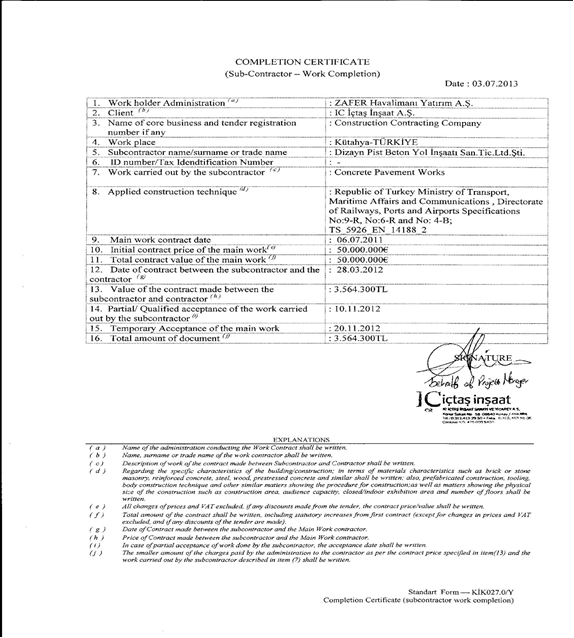 COMPLETION CERTIFICATE
(Sub-Contractor – Work Completion)
Date : 03.07.2013
1. Work holder Administration (a) : ZAFER Havalimanı Yatırım A.Ş.
2. Client (b) : IC İçtaş İnşaat A.Ş.
3. Name of core business and tender registration : Construction Contracting Company
number if any
4. Work place : Kütahya-TÜRKİYE
5. Subcontractor name/surname or trade name : Dizayn Pist Beton Yol İnşaatı San.Tic.Ltd.Şti.
6. ID number/Tax Idendtification Number : -
7. Work carried out by the subcontractor (c) : Concrete Pavement Works
8. Applied construction technique (d) : Republic of Turkey Ministry of Transport,
Maritime Affairs and Communications , Directorate
of Railways, Ports and Airports Specifications
No:9-R, No:6-R and No: 4-B;
TS_5926_EN_14188_2
9. Main work contract date : 06.07.2011
10. Initial contract price of the main work(e) : 50.000.000€
11. Total contract value of the main work (f) : 50.000.000€
12. Date of contract between the subcontractor and the : 28.03.2012
contractor (g)
13. Value of the contract made between the : 3.564.300TL
subcontractor and contractor (h)
14. Partial/ Qualified acceptance of the work carried : 10.11.2012
out by the subcontractor (i)
15. Temporary Acceptance of the main work : 20.11.2012
16. Total amount of document (j) : 3.564.300TL
SIGNATURE
behalf of Project
IC içtaş inşaat
EXPLANATIONS
( a ) Name of the administration conducting the Work Contract shall be written.
( b ) Name, surname or trade name of the work contractor shall be written.
( c ) Description of work of the contract made between Subcontractor and Contractor shall be written.
( d ) Regarding the specific characteristics of the building/construction; in terms of materials characteristics such as brick or stone
masonry, reinforced concrete, steel, wood, prestressed concrete and similar shall be written; also, prefabricated construction, tooling,
body construction technique and other similar matters showing the procedure for construction;as well as matters showing the physical
size of the construction such as construction area, audience capacity, closed/indoor exhibition area and number of floors shall be
written.
( e ) All changes of prices and VAT excluded, if any discounts made from the tender, the contract price/value shall be written.
( f ) Total amount of the contract shall be written, including statutory increases from first contract (except for changes in prices and VAT
excluded, and if any discounts of the tender are made).
( g ) Date of Contract made between the subcontractor and the Main Work contractor.
( h ) Price of Contract made between the subcontractor and the Main Work contractor.
( i ) In case of partial acceptance of work done by the subcontractor, the acceptance date shall be written.
( j ) The smaller amount of the charges paid by the administration to the contractor as per the contract price specified in item(13) and the
work carried out by the subcontractor described in item (7) shall be written.
Standart Form — KİK027.0/Y
Completion Certificate (subcontractor work completion)